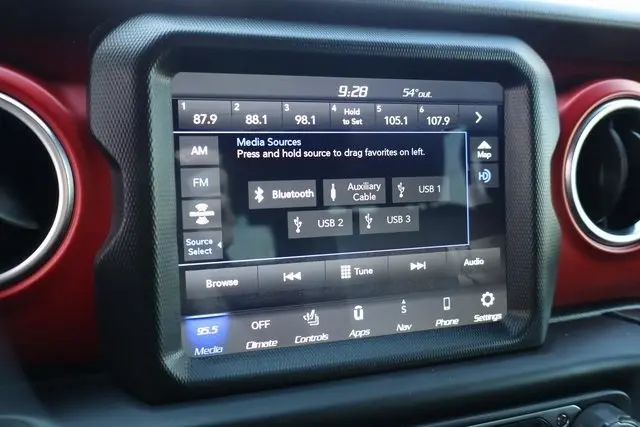 9:28 54°out.
1 87.9 2 88.1 3 98.1 4 Hold to Set 5 105.1 6 107.9
Media Sources
Press and hold source to drag favorites on left.
AM
FM
Source
Select
Bluetooth
Auxiliary
Cable
USB 1
USB 2
USB 3
Map
Browse
Tune
Audio
95.5
Media
OFF
Climate
Controls
Apps
S
Nav
Phone
Settings